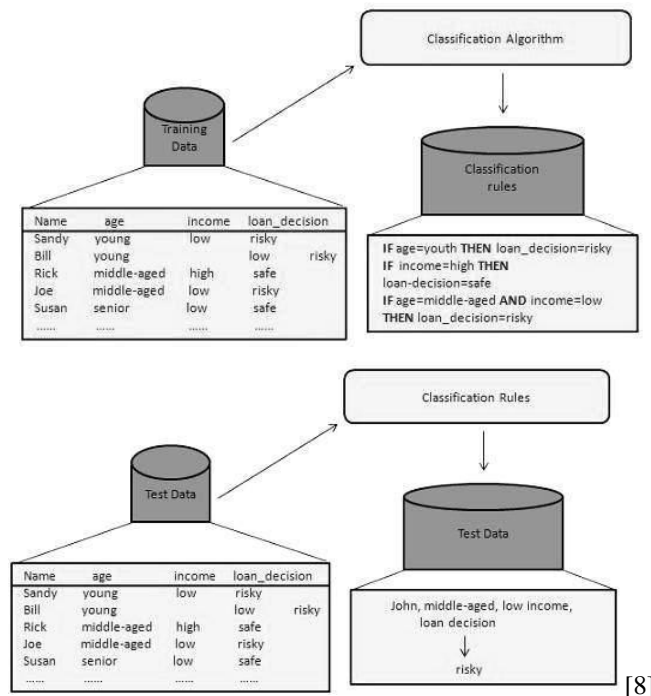 Classification Algorithm
Training
Data
Classification
rules
Name age income loan_decision
Sandy young low risky
Bill young low risky
Rick middle-aged high safe
Joe middle-aged low risky
Susan senior low safe
...... ...... ...... ......
IF age=youth THEN loan_decision=risky
IF income=high THEN
loan-decision=safe
IF age=middle-aged AND income=low
THEN loan_decision=risky
Classification Rules
Test Data
Test Data
Name age income loan_decision
Sandy young low risky
Bill young low risky
Rick middle-aged high safe
Joe middle-aged low risky
Susan senior low safe
...... ...... ...... ......
John, middle-aged, low income,
loan decision
risky
[8]